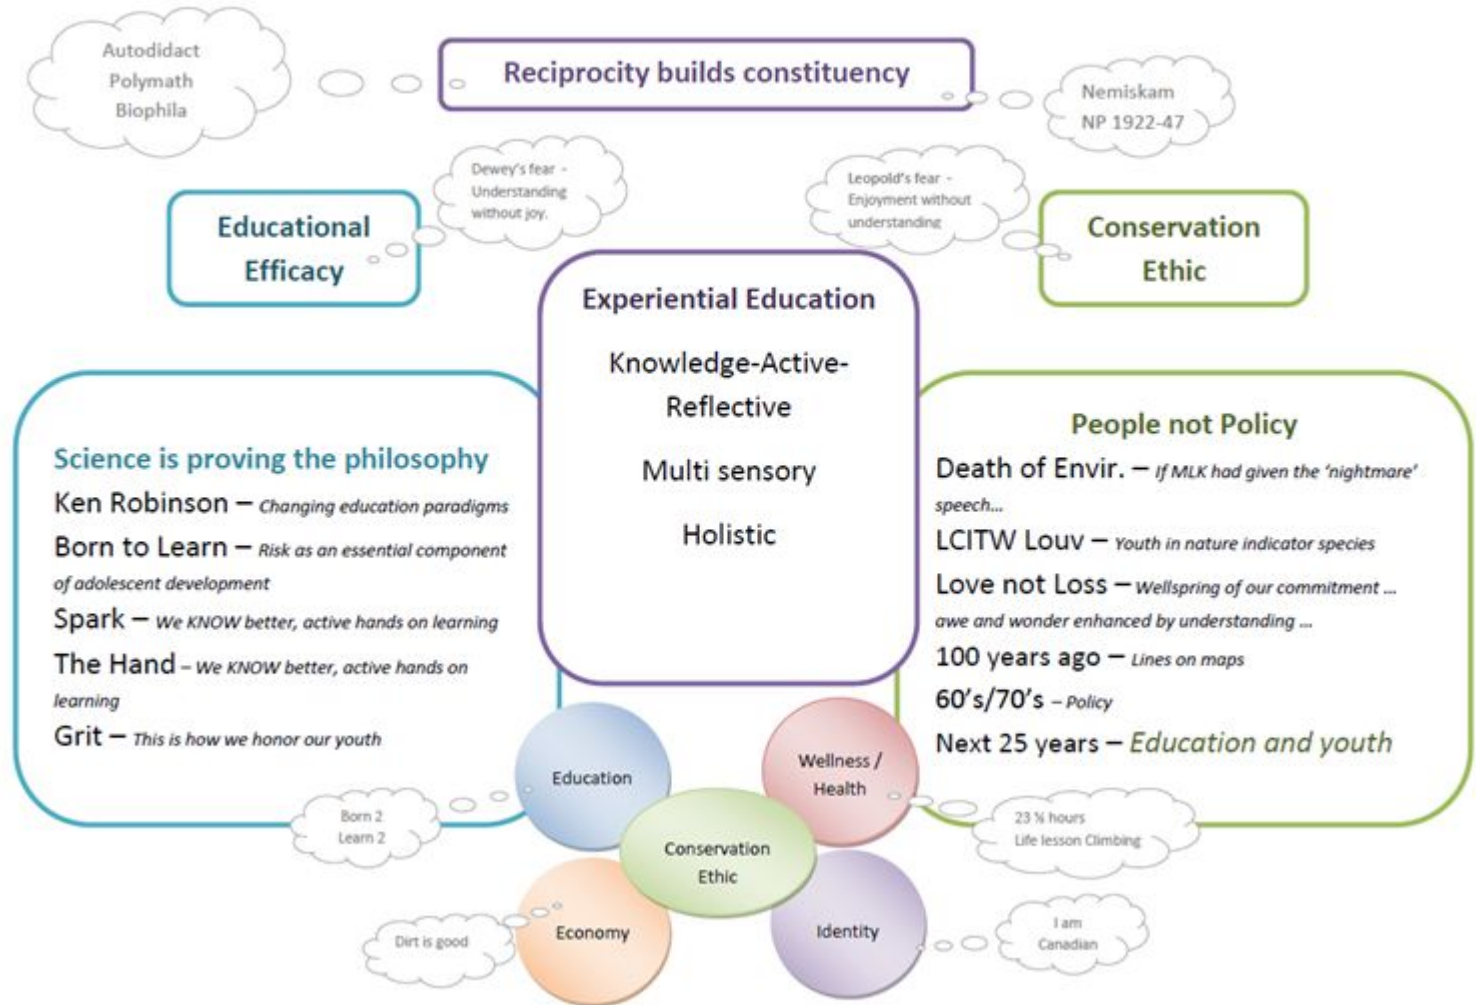 Autodidact
Polymath
Biophila
Reciprocity builds constituency
Nemiskam
NP 1922-47
Dewey's fear -
Understanding
without joy.
Leopold's fear -
Enjoyment without
understanding
Educational
Efficacy
Conservation
Ethic
Experiential Education
Knowledge-Active-
Reflective
Multi sensory
Holistic
Science is proving the philosophy
Ken Robinson – Changing education paradigms
Born to Learn – Risk as an essential component
of adolescent development
Spark – We KNOW better, active hands on learning
The Hand – We KNOW better, active hands on
learning
Grit – This is how we honor our youth
People not Policy
Death of Envir. – If MLK had given the ‘nightmare’
speech...
LCITW Louv – Youth in nature indicator species
Love not Loss – Wellspring of our commitment ...
awe and wonder enhanced by understanding ...
100 years ago – Lines on maps
60’s/70’s – Policy
Next 25 years – Education and youth
Education
Wellness /
Health
Conservation
Ethic
Economy
Identity
Born 2
Learn 2
23 ½ hours
Life lesson Climbing
Dirt is good
I am
Canadian